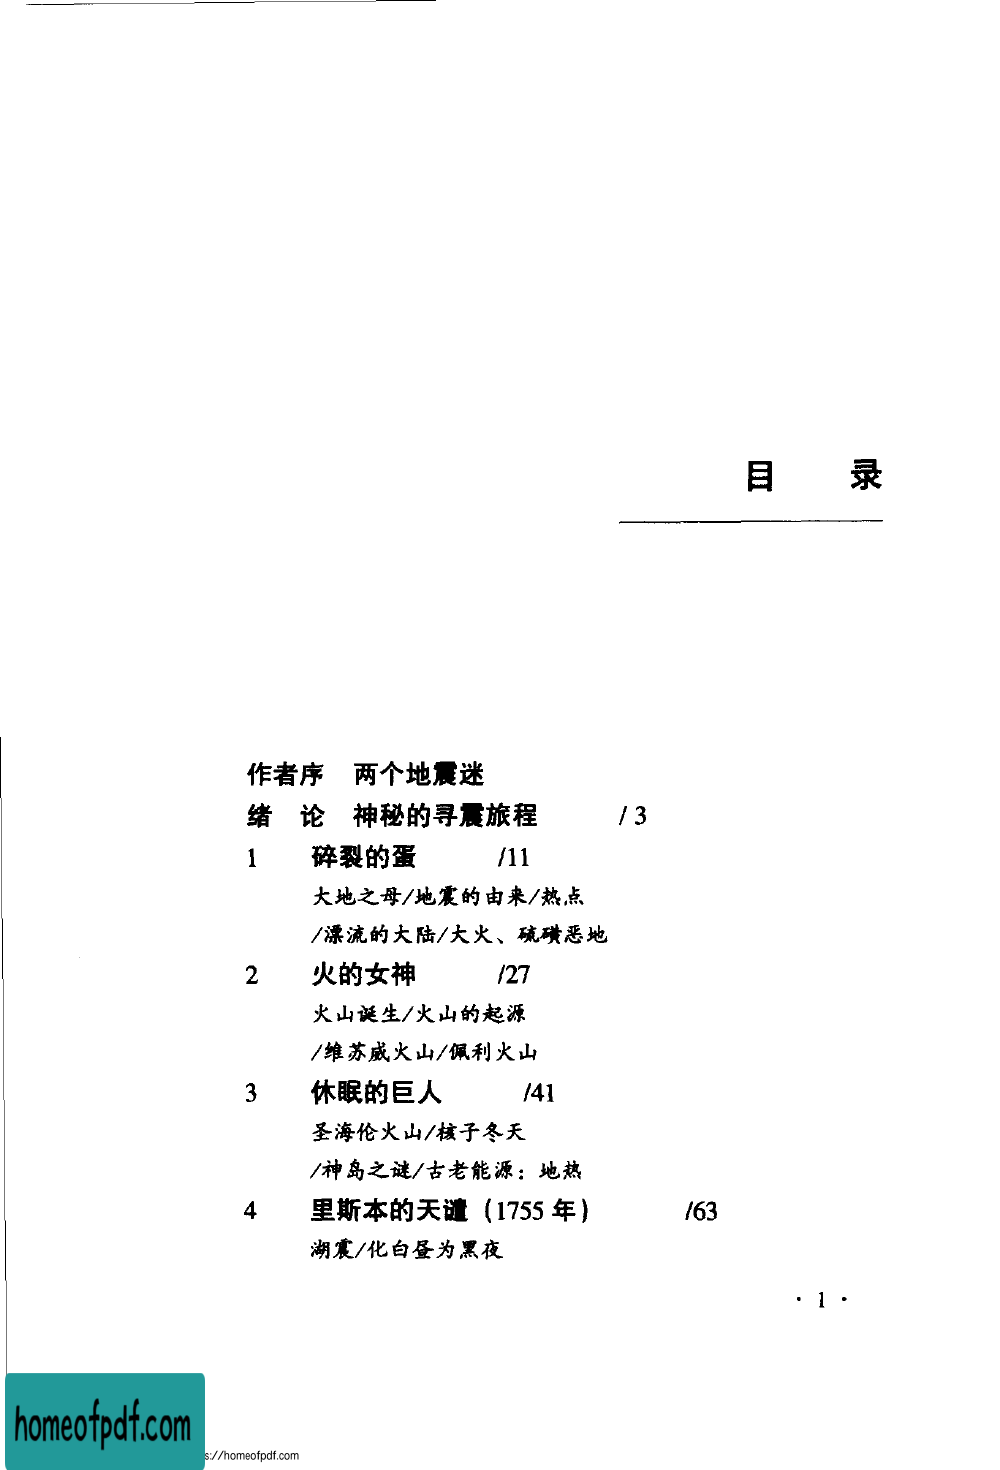 目 录
作者序 两个地震迷
绪 论 神秘的寻震旅程 /3
1 碎裂的蛋 /11
大地之母/地震的由来/热点
/漂流的大陆/大火、硫磺恶地
2 火的女神 /27
火山诞生/火山的起源
/维苏威火山/佩利火山
3 休眠的巨人 /41
圣海伦火山/核子冬天
/神岛之谜/古老能源：地热
4 里斯本的天谴（1755年） /63
湖震/化白昼为黑夜
· 1 ·
homeofpdf.com
s://homeofpdf.com